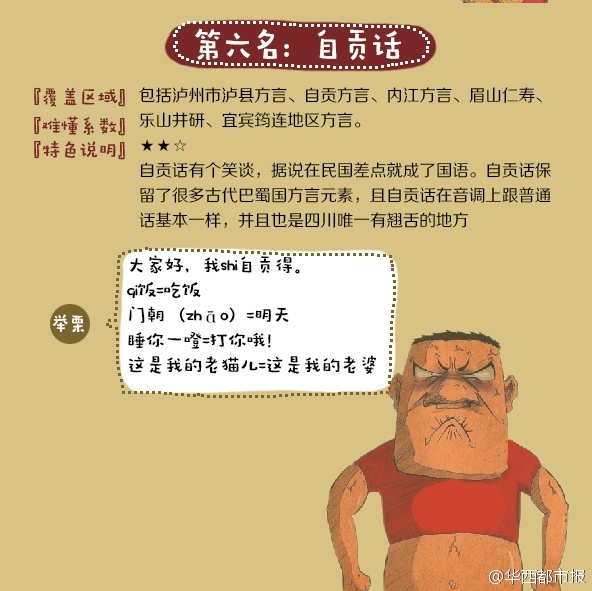 第六名：自贡话
『覆盖区域』 包括泸州市泸县方言、自贡方言、内江方言、眉山仁寿、
乐山井研、宜宾筠连地区方言。
『难懂系数』 ★★☆
『特色说明』
自贡话有个笑谈，据说在民国差点就成了国语。自贡话保
留了很多古代巴蜀国方言元素，且自贡话在音调上跟普通
话基本一样，并且也是四川唯一有翘舌的地方
举栗
大家好，我shi自贡得。
qi饭=吃饭
门朝（zhāo）=明天
睡你一噔=打你哦！
这是我的老猫儿=这是我的老婆
@华西都市报